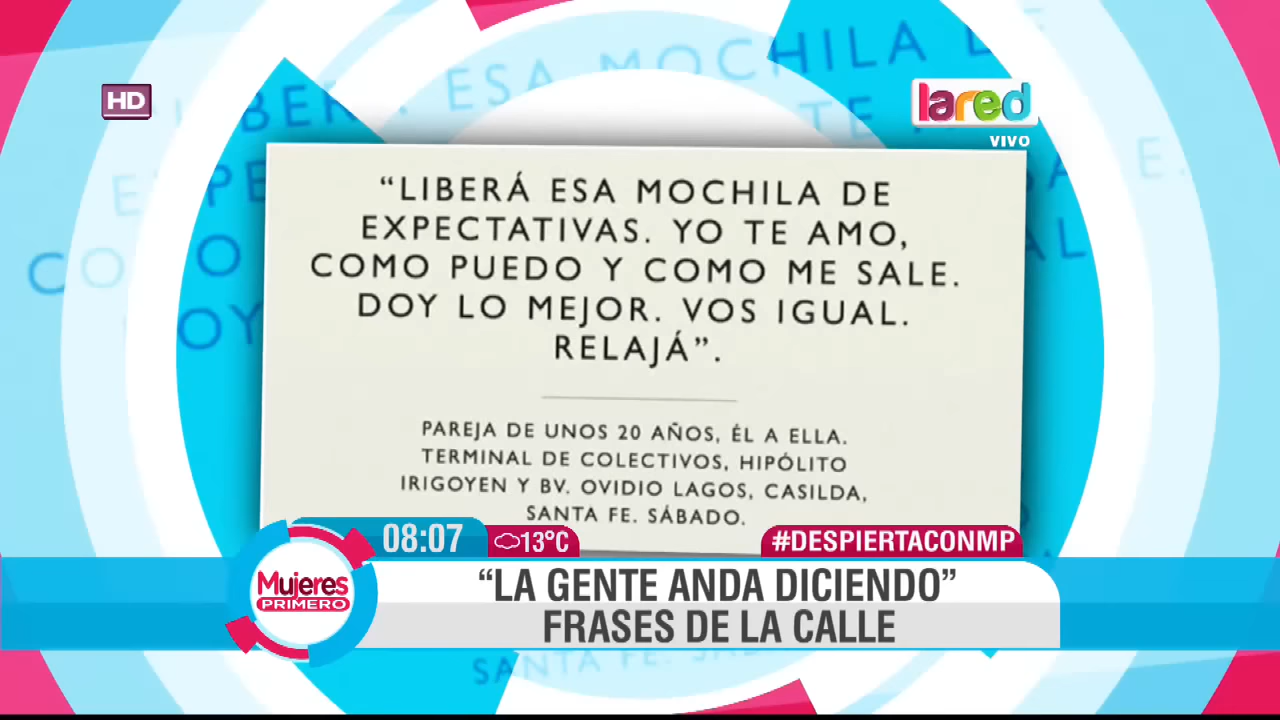 HD
lared
VIVO
“LIBERÁ ESA MOCHILA DE
EXPECTATIVAS. YO TE AMO,
COMO PUEDO Y COMO ME SALE.
DOY LO MEJOR. VOS IGUAL.
RELAJÁ”.
PAREJA DE UNOS 20 AÑOS, ÉL A ELLA.
TERMINAL DE COLECTIVOS, HIPÓLITO
IRIGOYEN Y BV. OVIDIO LAGOS, CASILDA,
SANTA FE. SÁBADO.
08:07
13°C
#DESPIERTACONMP
Mujeres
PRIMERO
“LA GENTE ANDA DICIENDO”
FRASES DE LA CALLE